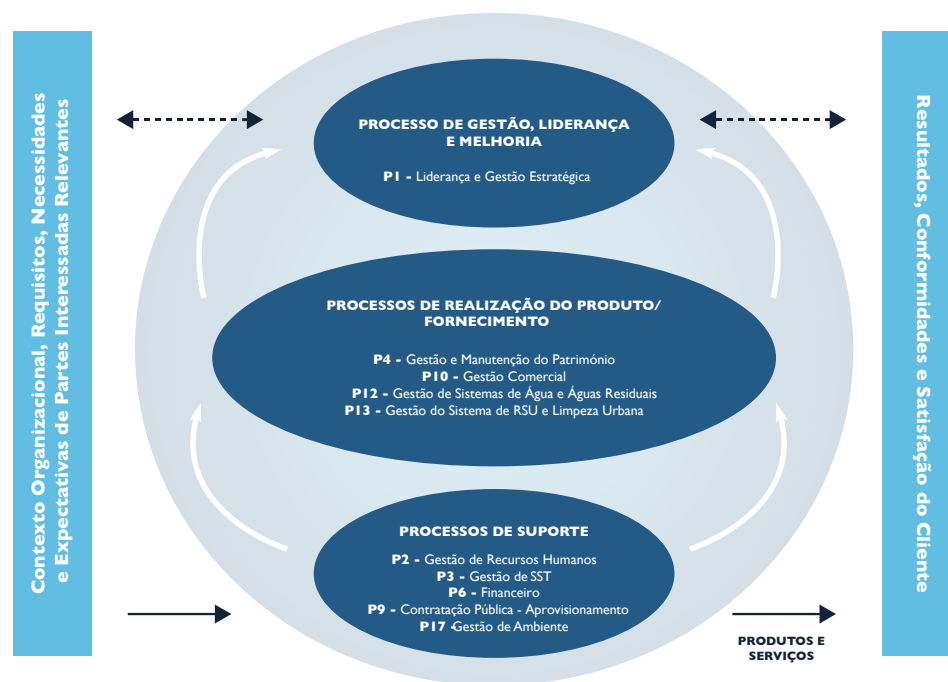 Contexto Organizacional, Requisitos, Necessidades
e Expectativas de Partes Interessadas Relevantes
PROCESSO DE GESTÃO, LIDERANÇA
E MELHORIA
P1 - Liderança e Gestão Estratégica
PROCESSOS DE REALIZAÇÃO DO PRODUTO/
FORNECIMENTO
P4 - Gestão e Manutenção do Património
P10 - Gestão Comercial
P12 - Gestão de Sistemas de Água e Águas Residuais
P13 - Gestão do Sistema de RSU e Limpeza Urbana
PROCESSOS DE SUPORTE
P2 - Gestão de Recursos Humanos
P3 - Gestão de SST
P6 - Financeiro
P9 - Contratação Pública - Aprovisionamento
P17 -Gestão de Ambiente
PRODUTOS E
SERVIÇOS
Resultados, Conformidades e Satisfação do Cliente